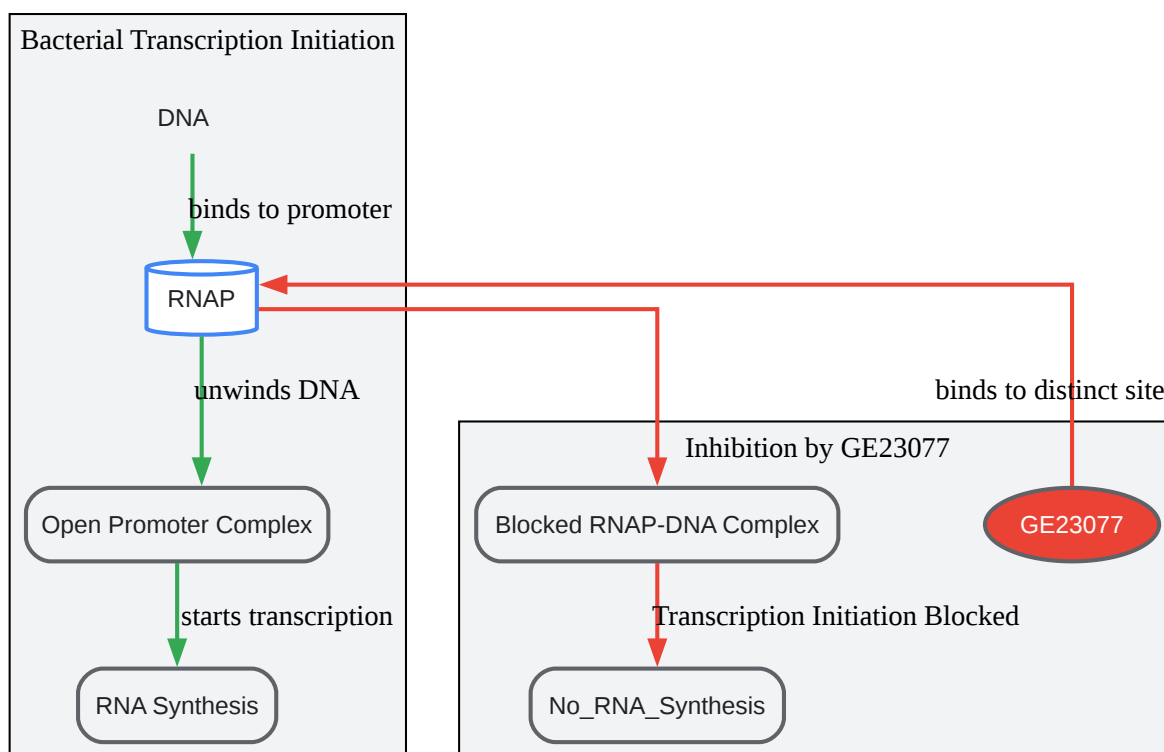 Bacterial Transcription Initiation
DNA
binds to promoter
RNAP
unwinds DNA
Open Promoter Complex
starts transcription
RNA Synthesis
binds to distinct site
Inhibition by GE23077
Blocked RNAP-DNA Complex
GE23077
Transcription Initiation Blocked
No_RNA_Synthesis